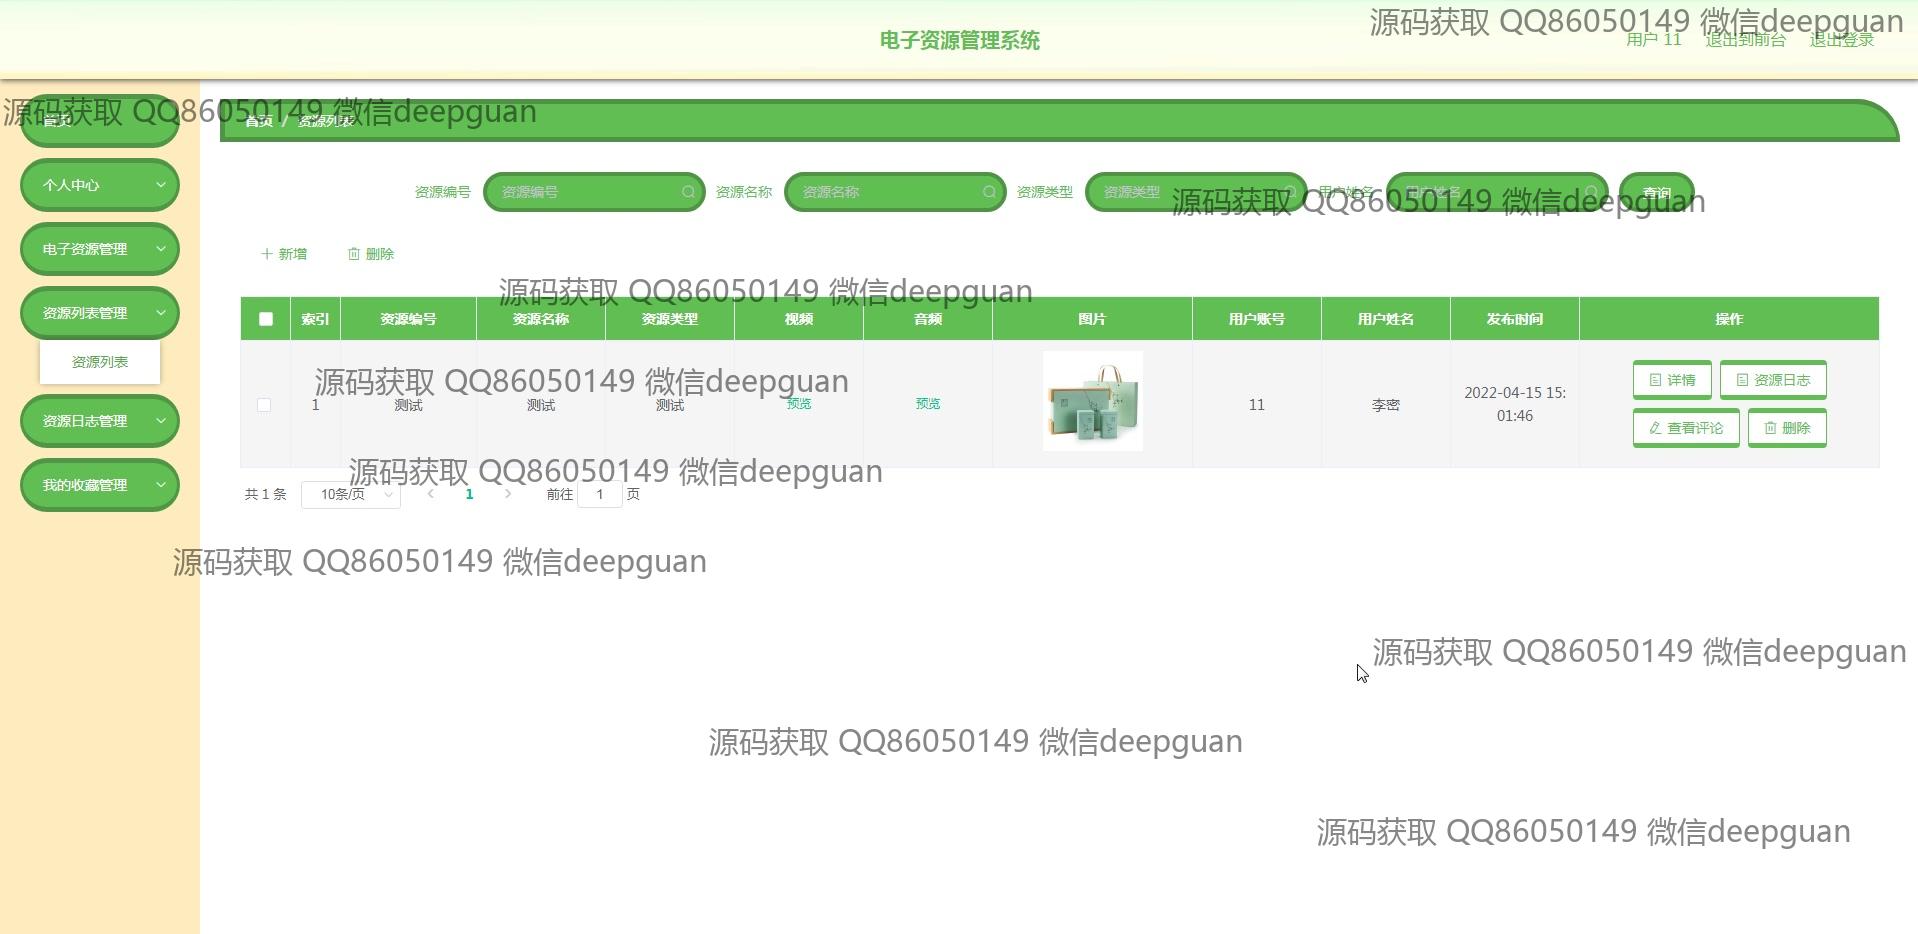 源码获取 QQ86050149 微信deepguan
电子资源管理系统
用户 11 退出到前台 退出登录
源码获取 QQ86050149 微信deepguan
首页
首页 / 资源列表
个人中心
电子资源管理
资源列表管理
资源列表
资源日志管理
我的收藏管理
资源编号 资源编号 资源名称 资源名称 资源类型 资源类型 用户姓名 用户姓名 查询
源码获取 QQ86050149 微信deepguan
新增 删除
源码获取 QQ86050149 微信deepguan
索引 资源编号 资源名称 资源类型 视频 音频 图片 用户账号 用户姓名 发布时间 操作
源码获取 QQ86050149 微信deepguan
1 测试 测试 测试 预览 预览 11 李密 2022-04-15 15:
01:46
详情 资源日志
查看评论 删除
源码获取 QQ86050149 微信deepguan
共 1 条 10条/页 1 前往 1 页
源码获取 QQ86050149 微信deepguan
源码获取 QQ86050149 微信deepguan
源码获取 QQ86050149 微信deepguan
源码获取 QQ86050149 微信deepguan